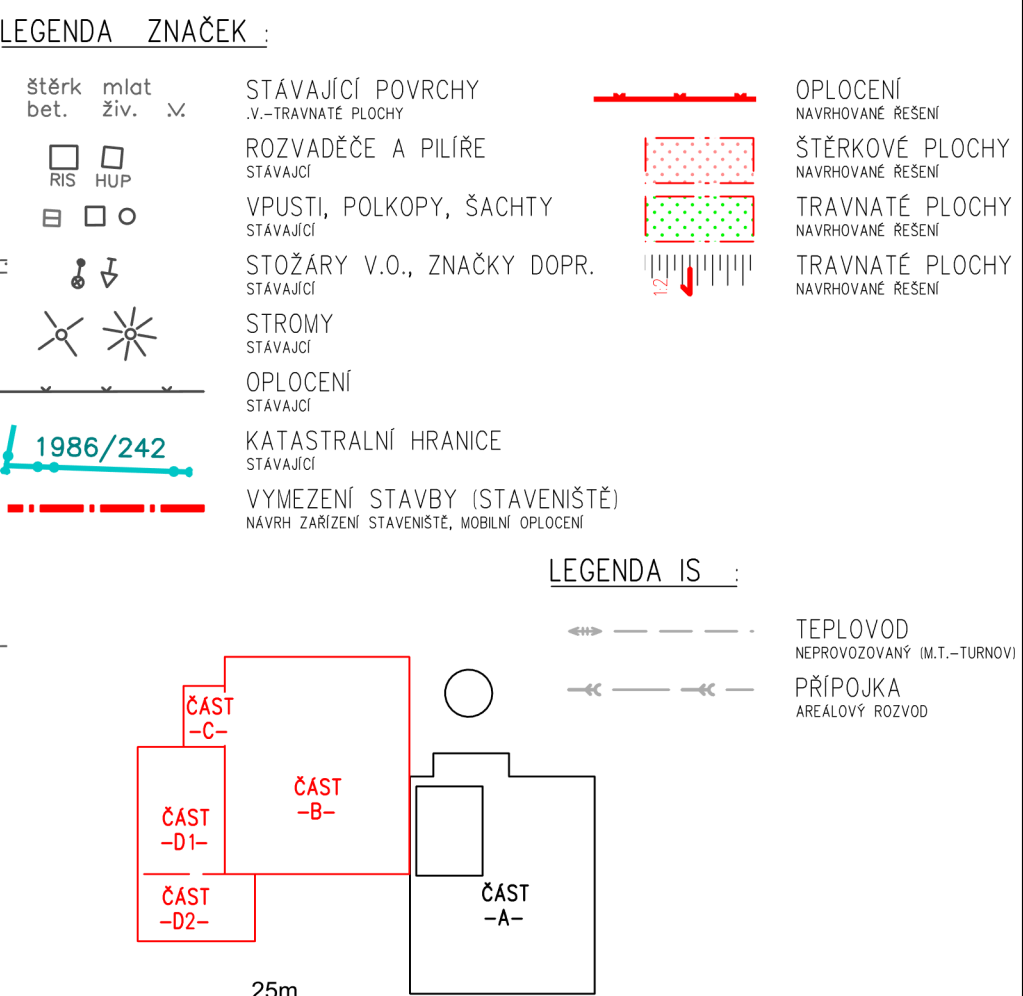 LEGENDA ZNAČEK :
štěrk mlat
bet. živ. .V.
STÁVAJÍCÍ POVRCHY
.V.–TRAVNATÉ PLOCHY
RIS HUP
ROZVADĚČE A PILÍŘE
STÁVAJCÍ
VPUSTI, POLKOPY, ŠACHTY
STÁVAJÍCÍ
STOŽÁRY V.O., ZNAČKY DOPR.
STÁVAJÍCÍ
STROMY
STÁVAJCÍ
OPLOCENÍ
STÁVAJCÍ
1986/242
KATASTRALNÍ HRANICE
STÁVAJÍCÍ
VYMEZENÍ STAVBY (STAVENIŠTĚ)
NÁVRH ZAŘÍZENÍ STAVENIŠTĚ, MOBILNÍ OPLOCENÍ
OPLOCENÍ
NAVRHOVANÉ ŘEŠENÍ
ŠTĚRKOVÉ PLOCHY
NAVRHOVANÉ ŘEŠENÍ
TRAVNATÉ PLOCHY
NAVRHOVANÉ ŘEŠENÍ
1:2
TRAVNATÉ PLOCHY
NAVRHOVANÉ ŘEŠENÍ
LEGENDA IS :
TEPLOVOD
NEPROVOZOVANÝ (M.T.–TURNOV)
PŘÍPOJKA
AREÁLOVÝ ROZVOD
ČÁST
–C–
ČÁST
–B–
ČÁST
–D1–
ČÁST
–D2–
ČÁST
–A–
25m